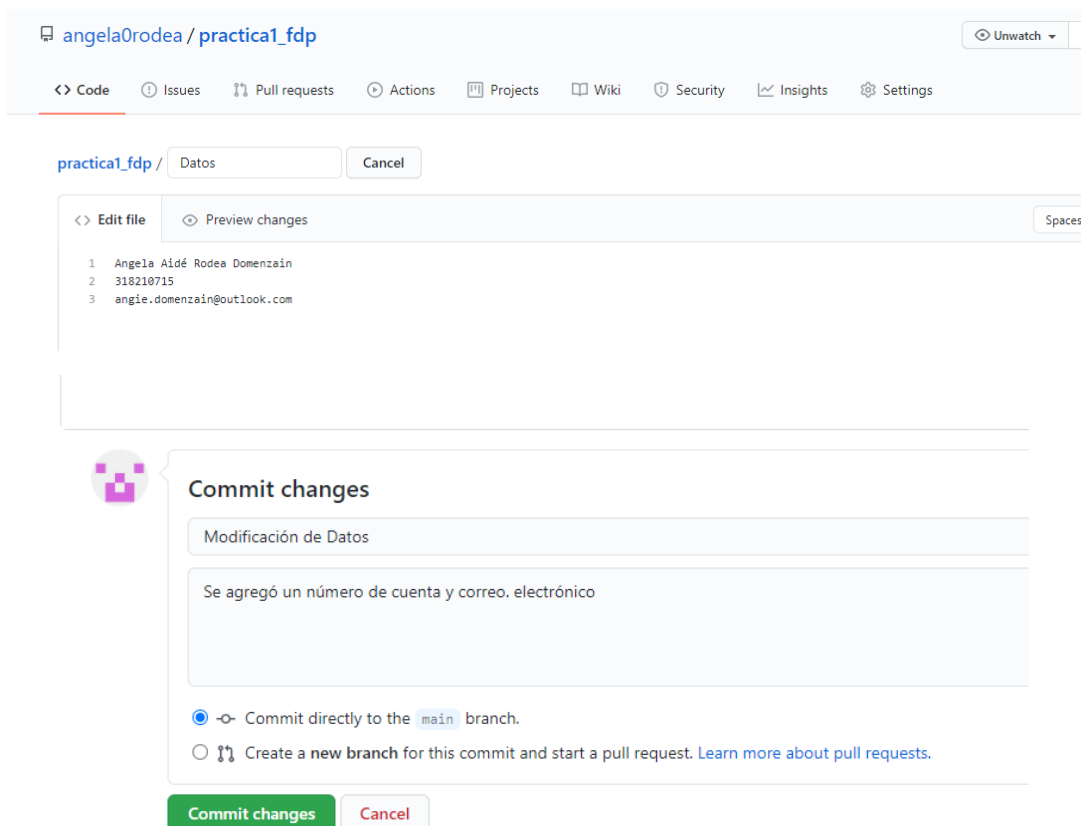 angela0rodea / practica1_fdp
Unwatch
Code Issues Pull requests Actions Projects Wiki Security Insights Settings
practica1_fdp / Datos Cancel
Edit file Preview changes Spaces
1 Angela Aidé Rodea Domenzain
2 318210715
3 angie.domenzain@outlook.com
Commit changes
Modificación de Datos
Se agregó un número de cuenta y correo. electrónico
Commit directly to the main branch.
Create a new branch for this commit and start a pull request. Learn more about pull requests.
Commit changes Cancel